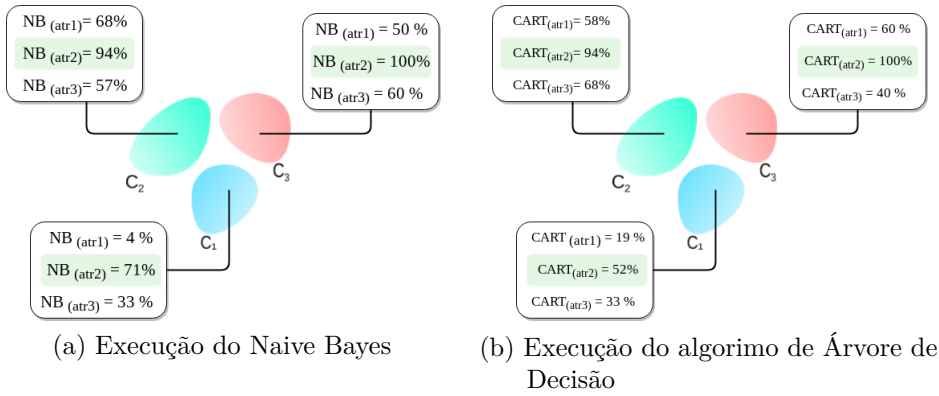 NB (atr1)= 68%
NB (atr2)= 94%
NB (atr3)= 57%
NB (atr1) = 50 %
NB (atr2) = 100%
NB (atr3) = 60 %
C2
C3
C1
NB (atr1) = 4 %
NB (atr2) = 71%
NB (atr3) = 33 %
(a) Execução do Naive Bayes
CART(atr1)= 58%
CART(atr2)= 94%
CART(atr3)= 68%
CART(atr1) = 60 %
CART(atr2) = 100%
CART(atr3) = 40 %
C2
C3
C1
CART (atr1) = 19 %
CART(atr2) = 52%
CART(atr3) = 33 %
(b) Execução do algorimo de Árvore de
Decisão